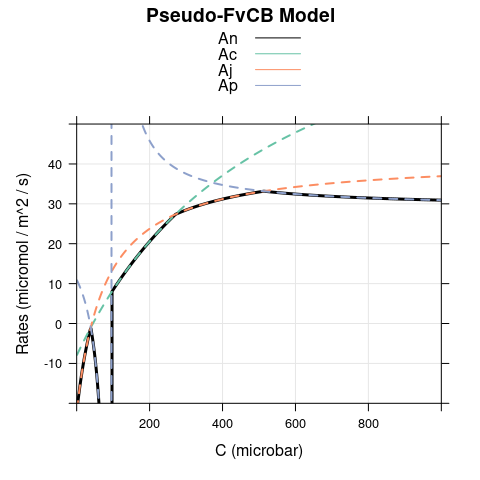 Pseudo-FvCB Model
An
Ac
Aj
Ap
Rates (micromol / m^2 / s)
40
30
20
10
0
-10
200
400
600
800
C (microbar)